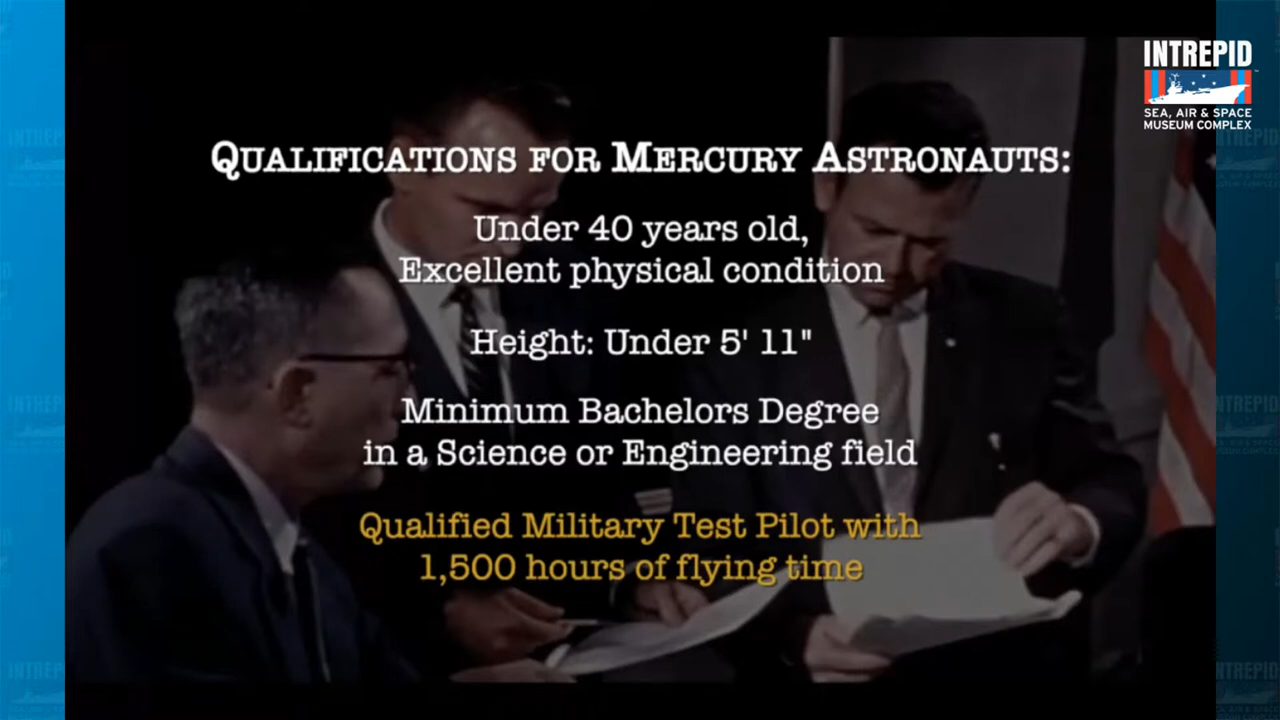 INTREPID
SEA, AIR & SPACE
MUSEUM COMPLEX
QUALIFICATIONS FOR MERCURY ASTRONAUTS:
Under 40 years old,
Excellent physical condition
Height: Under 5' 11"
Minimum Bachelors Degree
in a Science or Engineering field
Qualified Military Test Pilot with
1,500 hours of flying time